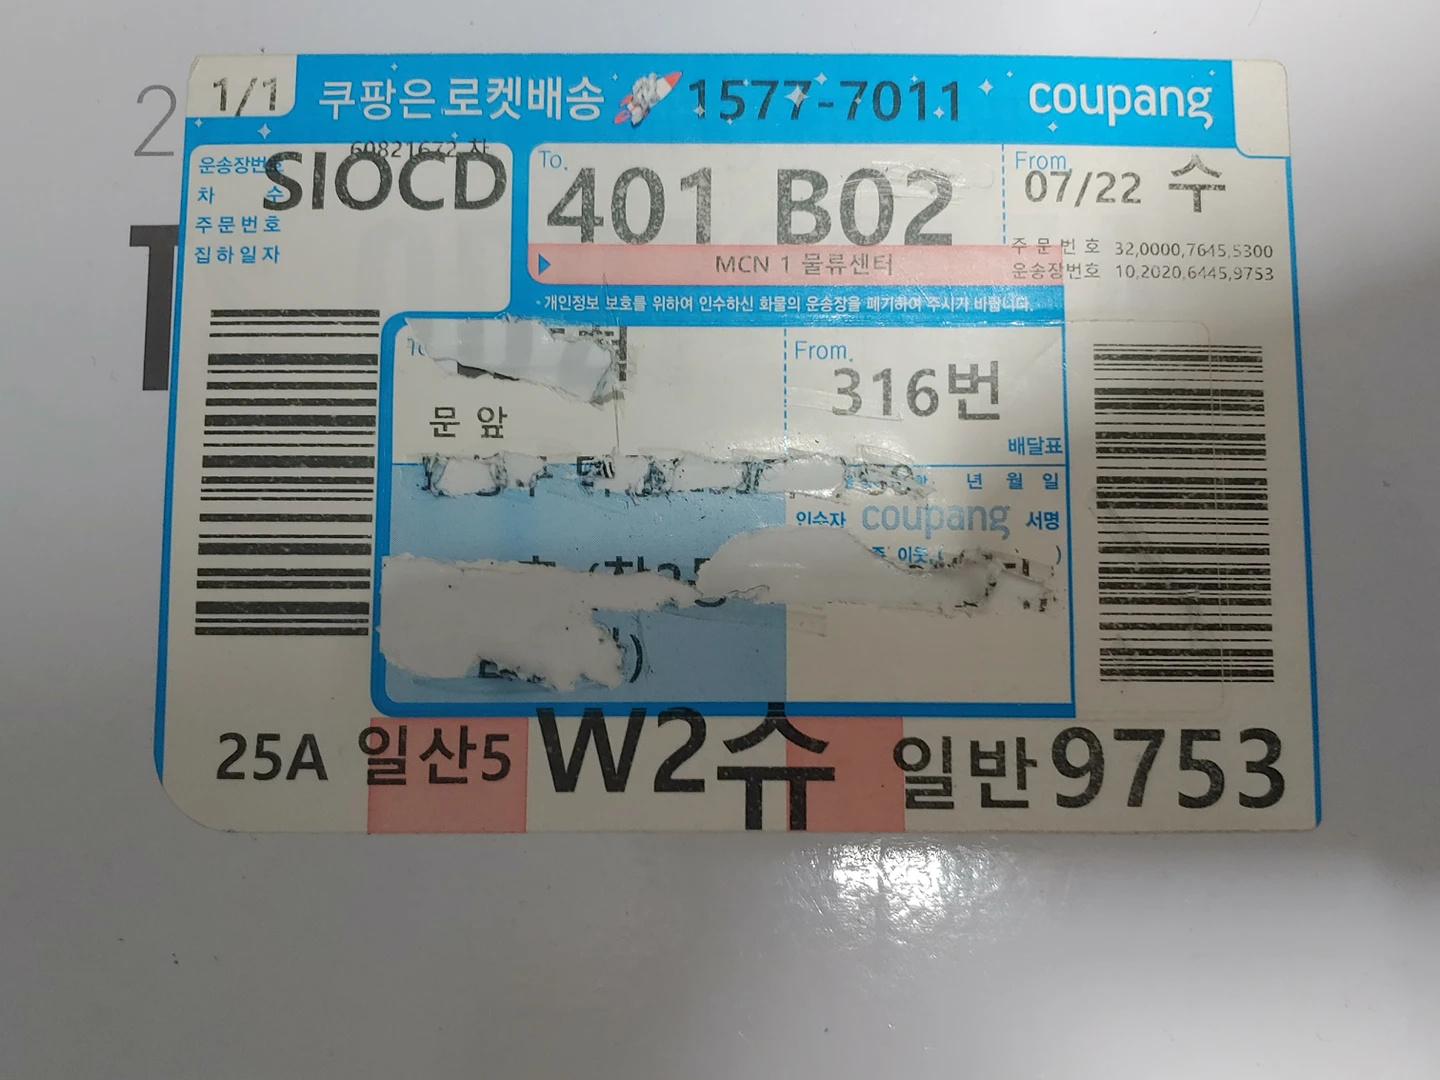 1/1 쿠팡은 로켓배송 1577-7011 coupang
운송장번호 60821672 차
SIOCD
차 수
주문번호
집하일자
To. 401 B02
MCN 1 물류센터
· 개인정보 보호를 위하여 인수하신 화물의 운송장을 폐기하여 주시기 바랍니다.
From 07/22 수
주 문 번 호 32,0000,7645,5300
운송장번호 10,2020,6445,9753
To
문 앞
From. 316번
배달표
년 월 일
인수자 coupang 서명
이웃( )
25A 일산5 W2슈 일반9753
2